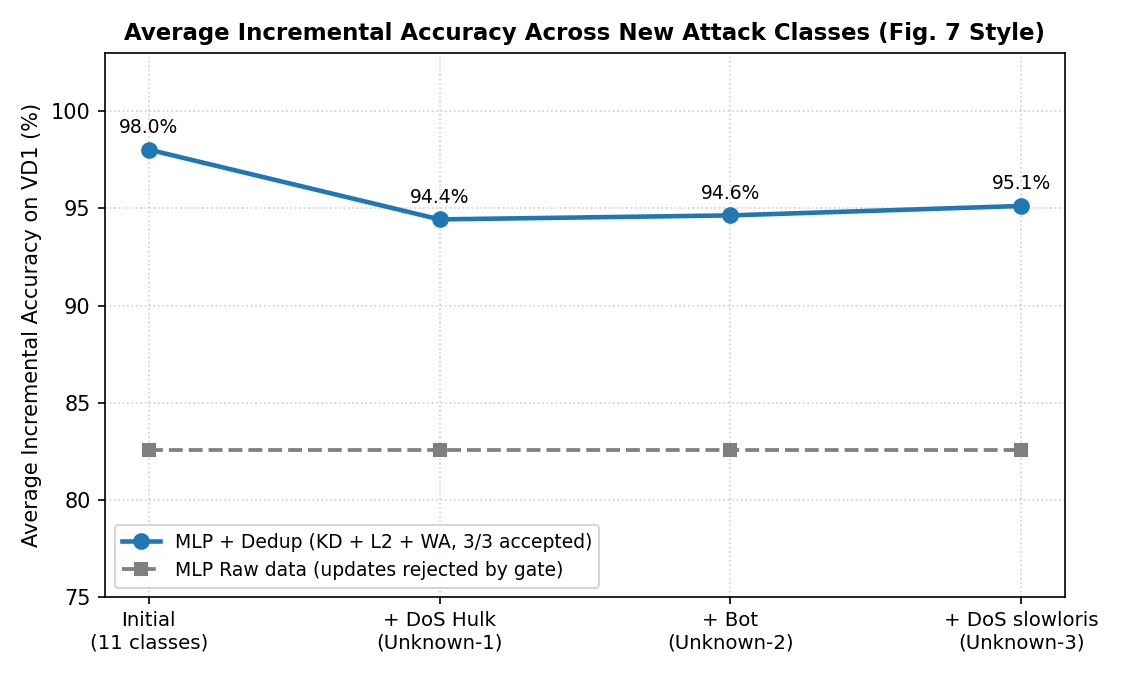 Average Incremental Accuracy Across New Attack Classes (Fig. 7 Style)
Average Incremental Accuracy on VD1 (%)
100
95
90
85
80
75
98.0%
94.4%
94.6%
95.1%
MLP + Dedup (KD + L2 + WA, 3/3 accepted)
MLP Raw data (updates rejected by gate)
Initial
(11 classes)
+ DoS Hulk
(Unknown-1)
+ Bot
(Unknown-2)
+ DoS slowloris
(Unknown-3)